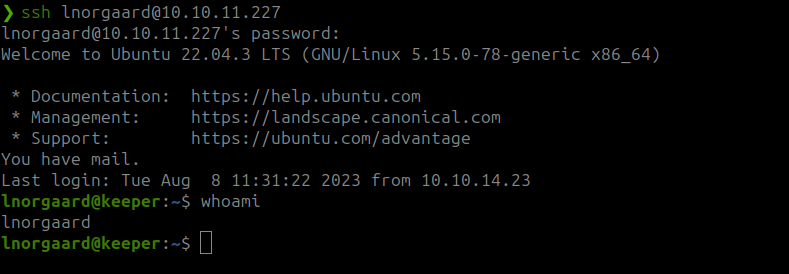 ❯ ssh lnorgaard@10.10.11.227
lnorgaard@10.10.11.227's password:
Welcome to Ubuntu 22.04.3 LTS (GNU/Linux 5.15.0-78-generic x86_64)
* Documentation:  https://help.ubuntu.com
* Management:     https://landscape.canonical.com
* Support:        https://ubuntu.com/advantage
You have mail.
Last login: Tue Aug  8 11:31:22 2023 from 10.10.14.23
lnorgaard@keeper:~$ whoami
lnorgaard
lnorgaard@keeper:~$